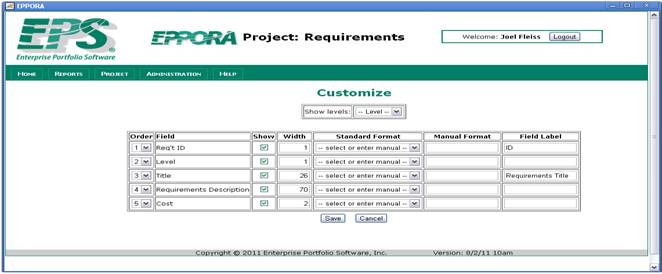 EPPORA
EPS
Enterprise Portfolio Software
EPPORA Project: Requirements
Welcome: Joel Fleiss Logout
HOME REPORTS PROJECT ADMINISTRATION HELP
Customize
Show levels: -- Level --
Order Field Show Width Standard Format Manual Format Field Label
1 Req't ID 1 -- select or enter manual -- ID
2 Level 1 -- select or enter manual --
3 Title 26 -- select or enter manual -- Requirements Title
4 Requirements Description 70 -- select or enter manual --
5 Cost 2 -- select or enter manual --
Save Cancel
Copyright © 2011 Enterprise Portfolio Software, Inc. Version: 8/2/11 10am